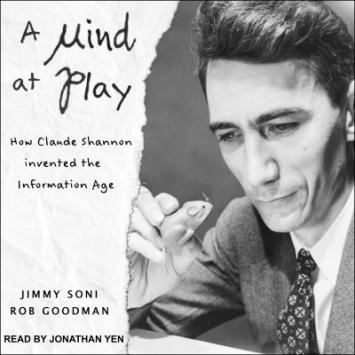 A Mind
at Play
How Claude Shannon
invented the
Information Age
JIMMY SONI
ROB GOODMAN
READ BY JONATHAN YEN